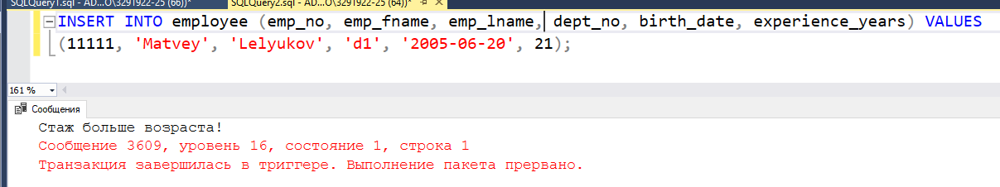 SQLQuery1.sql - AD...O\3291922-25 (66))* SQLQuery2.sql - AD...O\3291922-25 (64))*
INSERT INTO employee (emp_no, emp_fname, emp_lname, dept_no, birth_date, experience_years) VALUES
(11111, 'Matvey', 'Lelyukov', 'd1', '2005-06-20', 21);
161 %
Сообщения
Стаж больше возраста!
Сообщение 3609, уровень 16, состояние 1, строка 1
Транзакция завершилась в триггере. Выполнение пакета прервано.